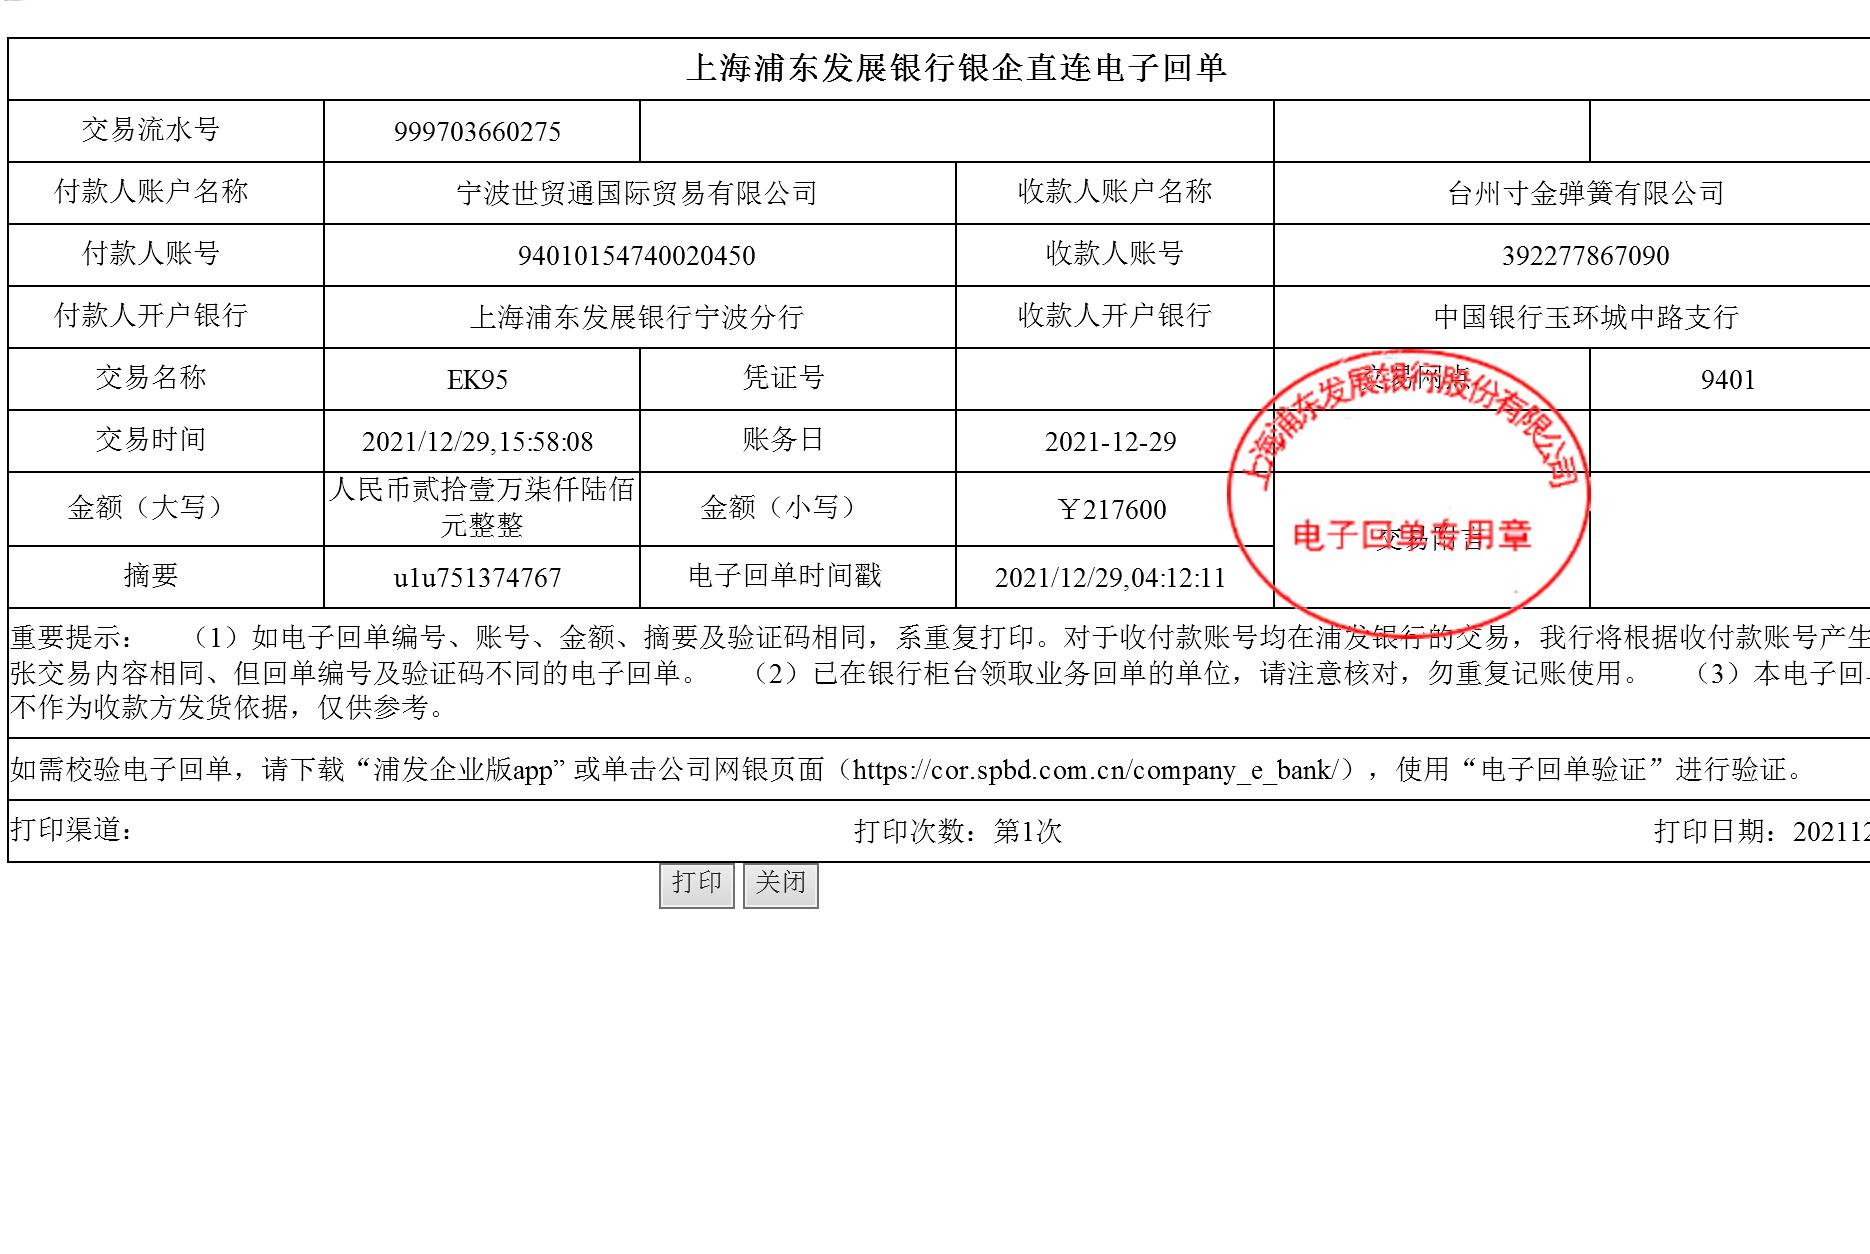 上海浦东发展银行银企直连电子回单
交易流水号 999703660275
付款人账户名称 宁波世贸通国际贸易有限公司 收款人账户名称 台州寸金弹簧有限公司
付款人账号 94010154740020450 收款人账号 392277867090
付款人开户银行 上海浦东发展银行宁波分行 收款人开户银行 中国银行玉环城中路支行
交易名称 EK95 凭证号 交易网点 9401
上海浦东发展银行股份有限公司
交易时间 2021/12/29,15:58:08 账务日 2021-12-29
金额（大写） 人民币贰拾壹万柒仟陆佰
元整整 金额（小写） ￥217600
电子回单专用章
交易附言
摘要 u1u751374767 电子回单时间戳 2021/12/29,04:12:11
重要提示： （1）如电子回单编号、账号、金额、摘要及验证码相同，系重复打印。对于收付款账号均在浦发银行的交易，我行将根据收付款账号产生
张交易内容相同、但回单编号及验证码不同的电子回单。 （2）已在银行柜台领取业务回单的单位，请注意核对，勿重复记账使用。 （3）本电子回单
不作为收款方发货依据，仅供参考。
如需校验电子回单，请下载“浦发企业版app” 或单击公司网银页面（https://cor.spbd.com.cn/company_e_bank/），使用“电子回单验证”进行验证。
打印渠道： 打印次数：第1次 打印日期：202112
打印 关闭